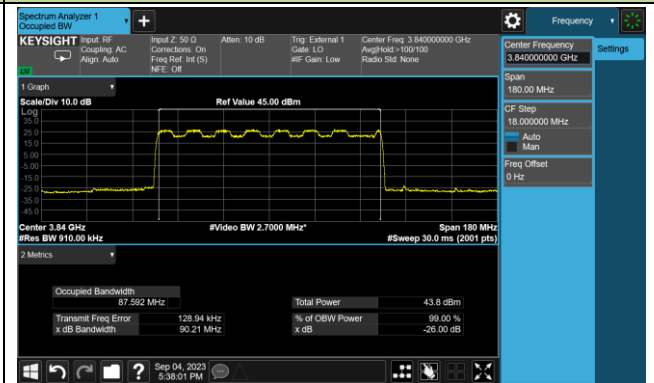 Spectrum Analyzer 1
Occupied BW
+
Frequency
KEYSIGHT
Input: RF
Coupling: AC
Align: Auto
Input Z: 50 Ω
Corrections: On
Freq Ref: Int (S)
NFE: Off
Atten: 10 dB
Trig: External 1
Gate: LO
#IF Gain: Low
Center Freq: 3.840000000 GHz
Avg|Hold:>100/100
Radio Std: None
Center Frequency
3.840000000 GHz
Settings
Span
180.00 MHz
CF Step
18.000000 MHz
Auto
Man
Freq Offset
0 Hz
1 Graph
Scale/Div 10.0 dB
Ref Value 45.00 dBm
Log
35.0
25.0
15.0
5.00
-5.00
-15.0
-25.0
-35.0
-45.0
Center 3.84 GHz
#Video BW 2.7000 MHz*
Span 180 MHz
#Res BW 910.00 kHz
#Sweep 30.0 ms (2001 pts)
2 Metrics
Occupied Bandwidth
87.592 MHz
Total Power
43.8 dBm
Transmit Freq Error
128.94 kHz
% of OBW Power
99.00 %
x dB Bandwidth
90.21 MHz
x dB
-26.00 dB
?
Sep 04, 2023
5:38:01 PM